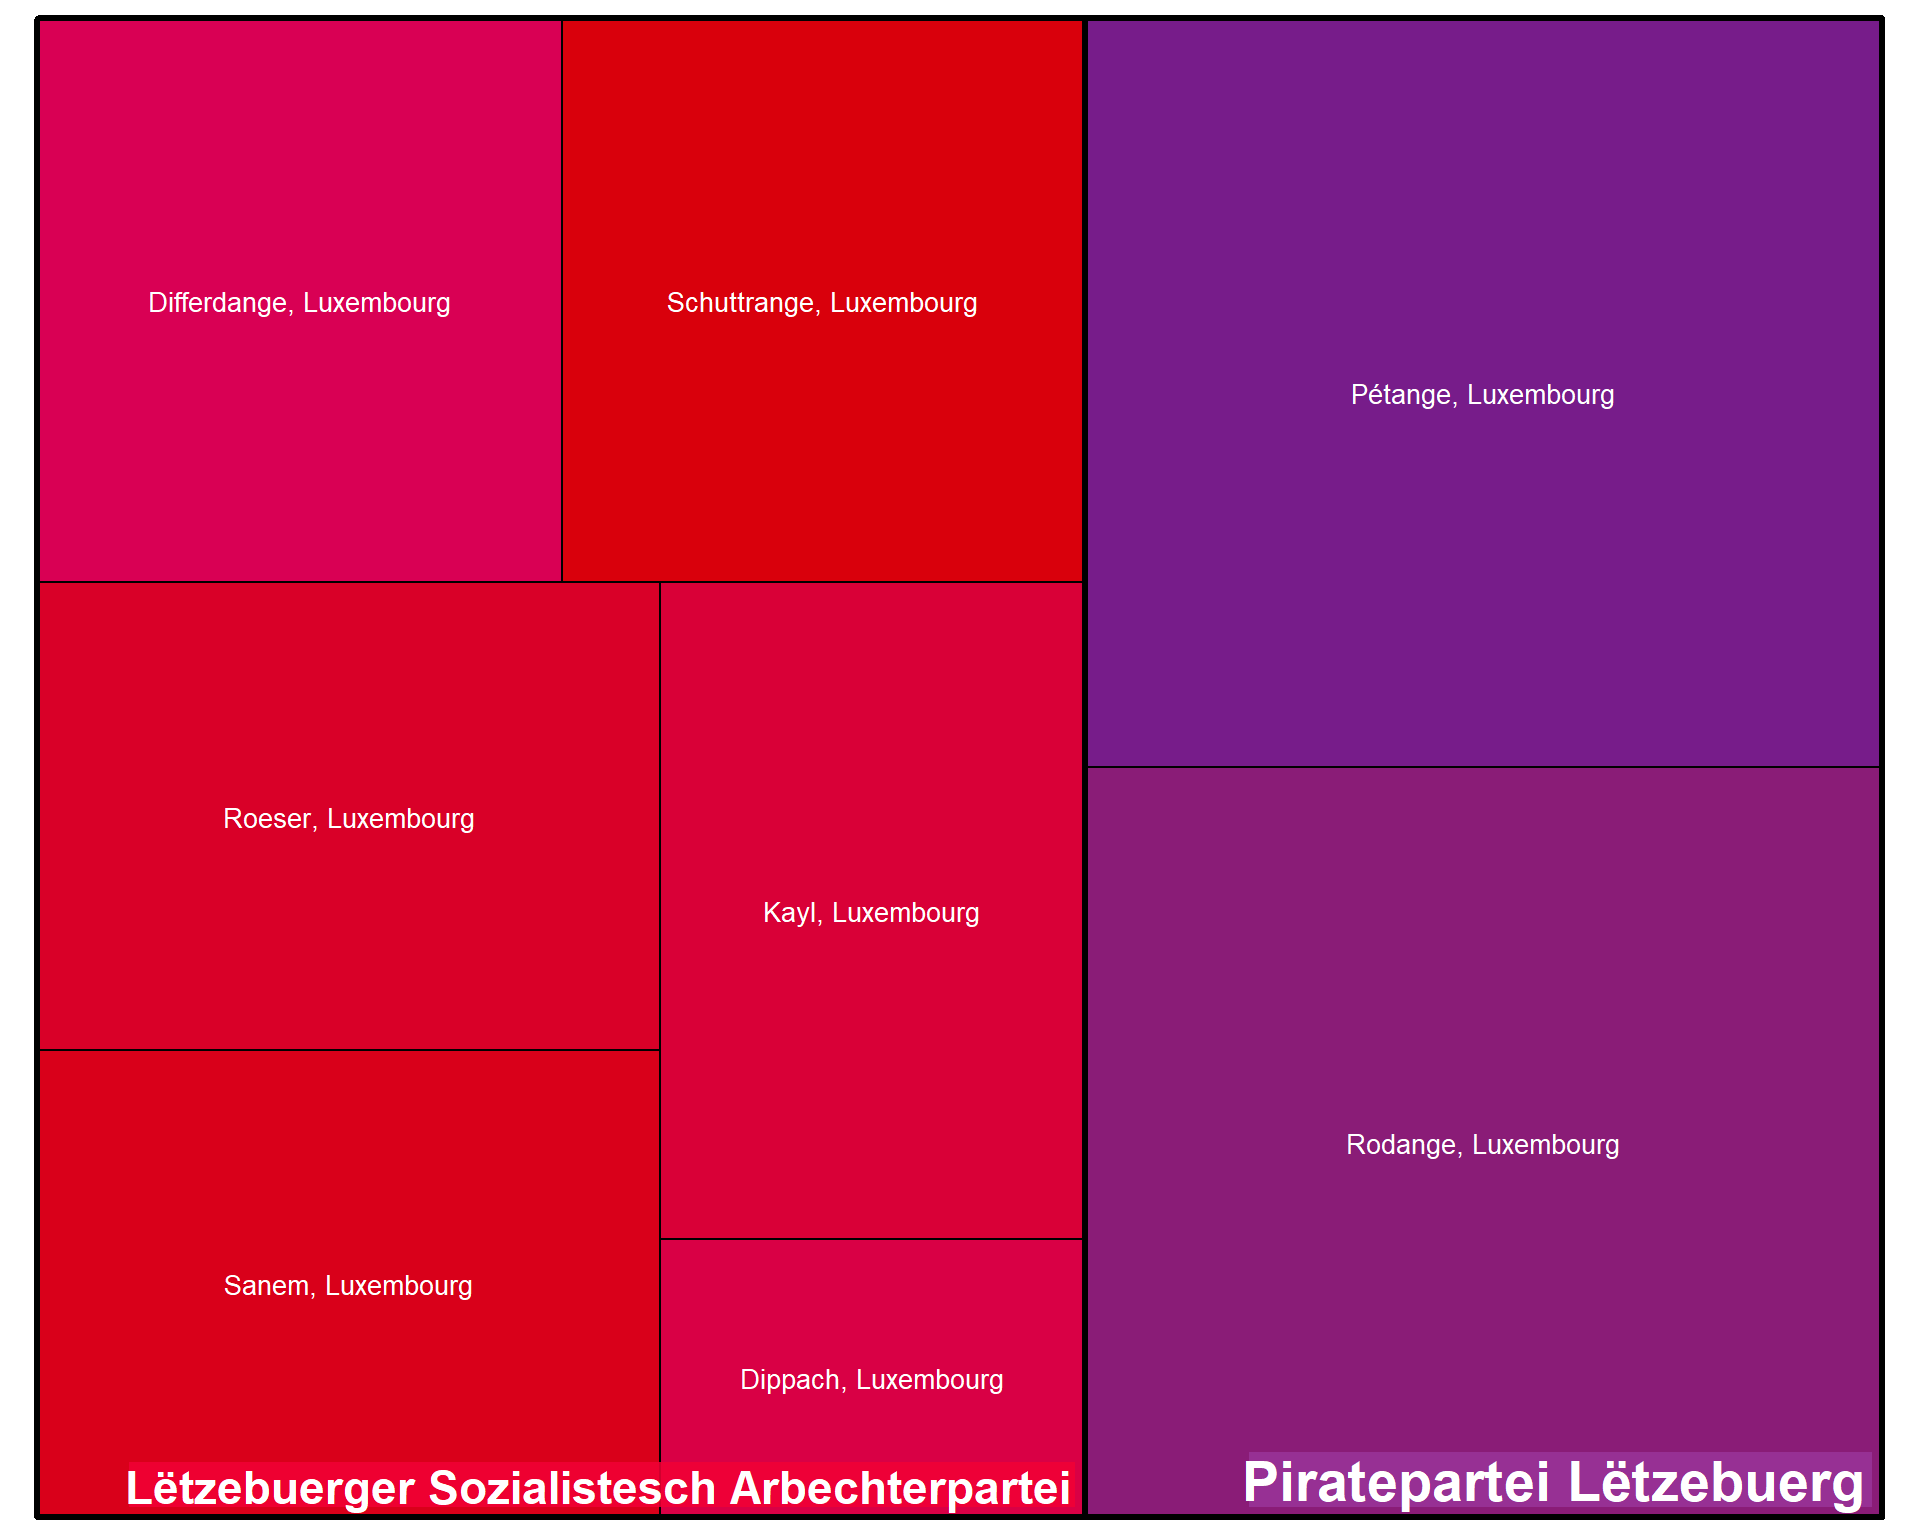 Differdange, Luxembourg
Schuttrange, Luxembourg
Pétange, Luxembourg
Roeser, Luxembourg
Kayl, Luxembourg
Rodange, Luxembourg
Sanem, Luxembourg
Dippach, Luxembourg
Lëtzebuerger Sozialistesch Arbechterpartei
Piratepartei Lëtzebuerg